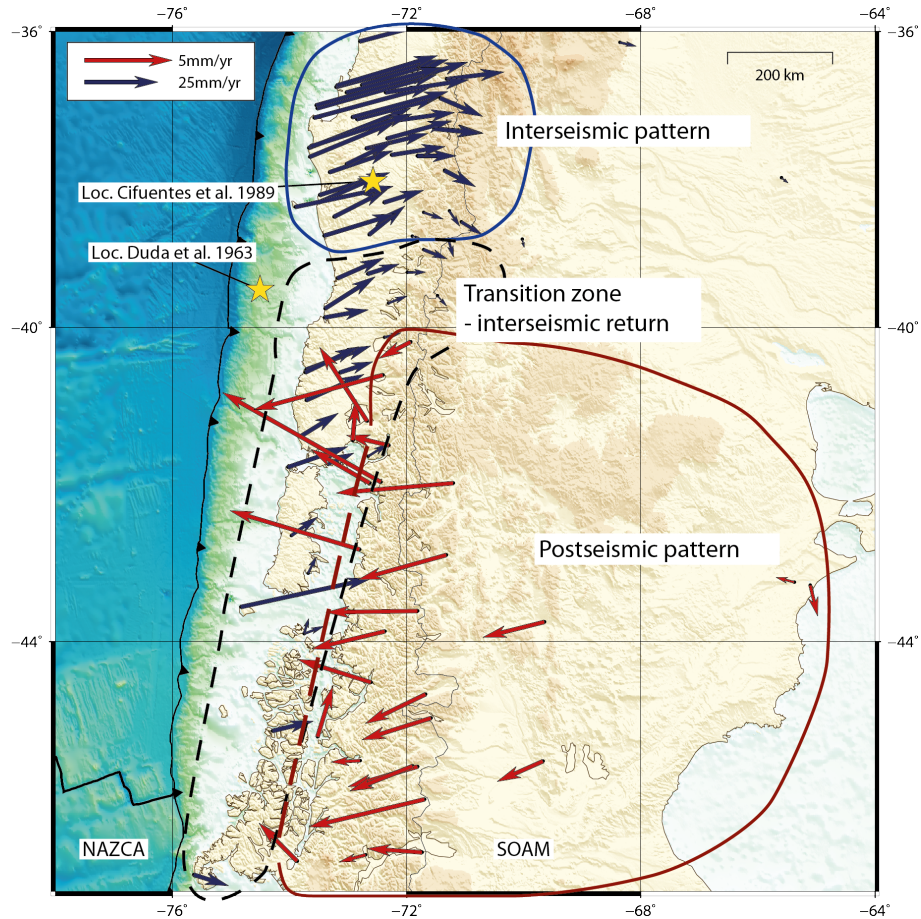 −76˚
−72˚
−68˚
−64˚
−36˚
−36˚
5mm/yr
25mm/yr
200 km
Interseismic pattern
Loc. Cifuentes et al. 1989
Loc. Duda et al. 1963
Transition zone
- interseismic return
−40˚
−40˚
Postseismic pattern
−44˚
−44˚
NAZCA
SOAM
−76˚
−72˚
−68˚
−64˚